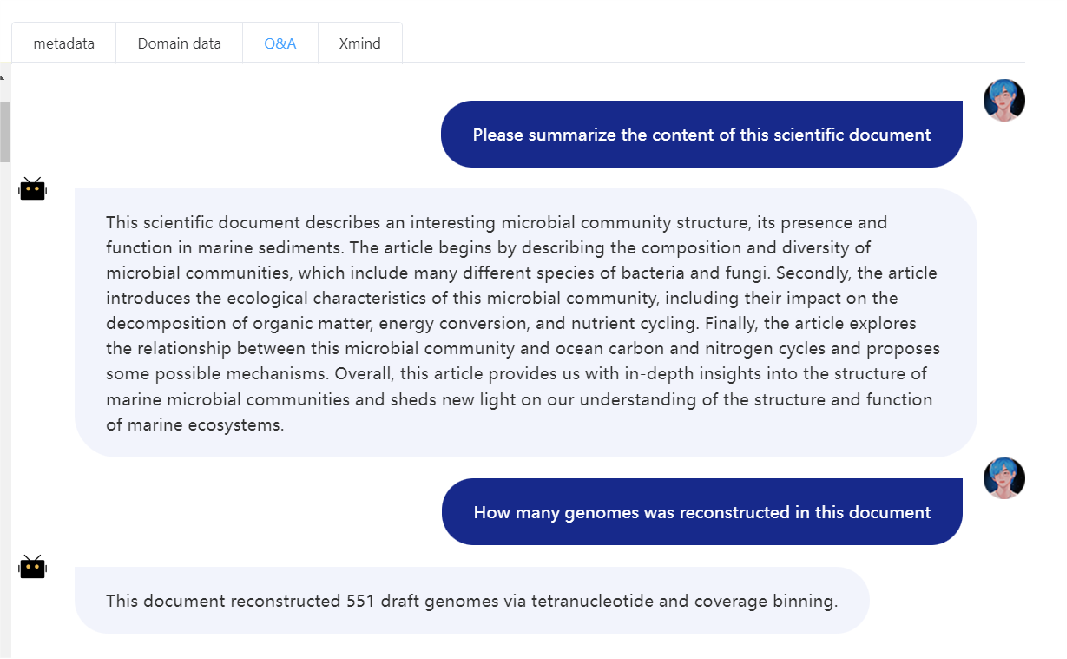 metadata
Domain data
Q&A
Xmind
Please summarize the content of this scientific document
This scientific document describes an interesting microbial community structure, its presence and
function in marine sediments. The article begins by describing the composition and diversity of
microbial communities, which include many different species of bacteria and fungi. Secondly, the article
introduces the ecological characteristics of this microbial community, including their impact on the
decomposition of organic matter, energy conversion, and nutrient cycling. Finally, the article explores
the relationship between this microbial community and ocean carbon and nitrogen cycles and proposes
some possible mechanisms. Overall, this article provides us with in-depth insights into the structure of
marine microbial communities and sheds new light on our understanding of the structure and function
of marine ecosystems.
How many genomes was reconstructed in this document
This document reconstructed 551 draft genomes via tetranucleotide and coverage binning.